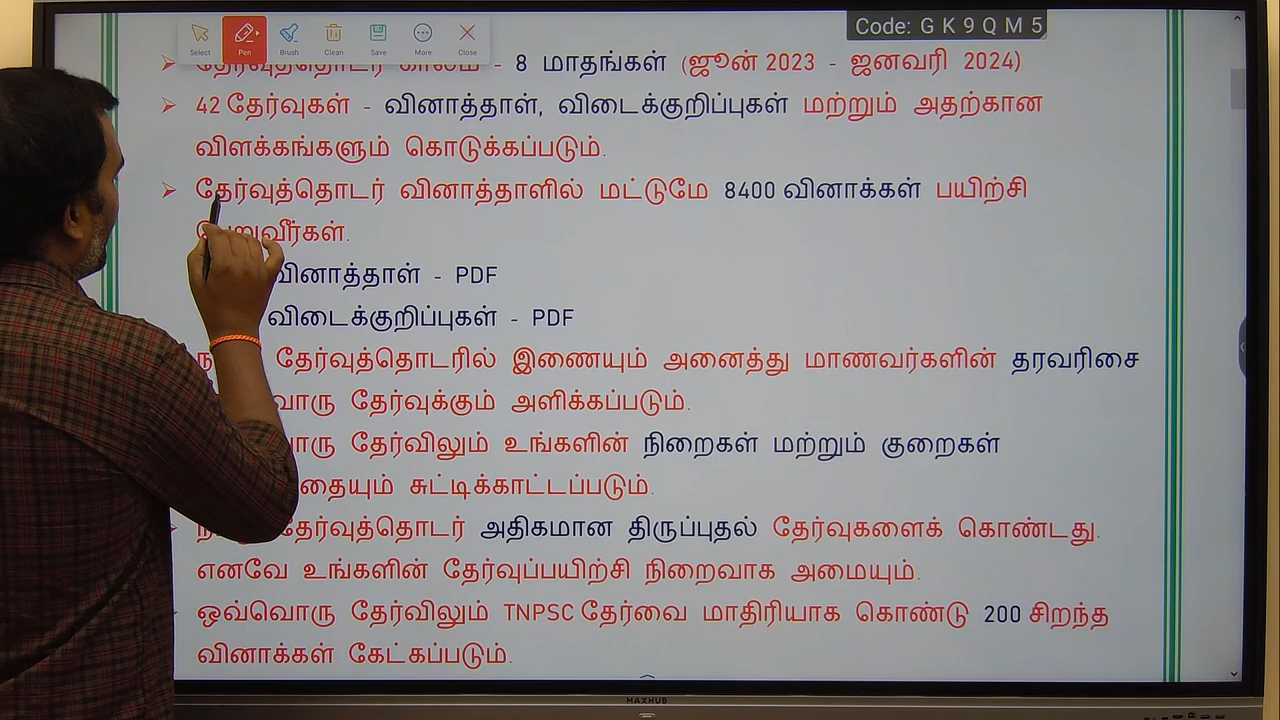 Code: G K 9 Q M 5
Select Pen Brush Clean Save More Close
- 8 மாதங்கள் (ஜூன் 2023 - ஜனவரி 2024)
42 தேர்வுகள் - வினாத்தாள், விடைக்குறிப்புகள் மற்றும் அதற்கான
விளக்கங்களும் கொடுக்கப்படும்.
தேர்வுத்தொடர் வினாத்தாளில் மட்டுமே 8400 வினாக்கள் பயிற்சி
பெறுவீர்கள்.
வினாத்தாள் - PDF
விடைக்குறிப்புகள் - PDF
தேர்வுத்தொடரில் இணையும் அனைத்து மாணவர்களின் தரவரிசை
தேர்வுக்கும் அளிக்கப்படும்.
தேர்விலும் உங்களின் நிறைகள் மற்றும் குறைகள்
சுட்டிக்காட்டப்படும்.
தேர்வுத்தொடர் அதிகமான திருப்புதல் தேர்வுகளைக் கொண்டது.
எனவே உங்களின் தேர்வுப்பயிற்சி நிறைவாக அமையும்.
ஒவ்வொரு தேர்விலும் TNPSC தேர்வை மாதிரியாக கொண்டு 200 சிறந்த
வினாக்கள் கேட்கப்படும்.
MAXHUB